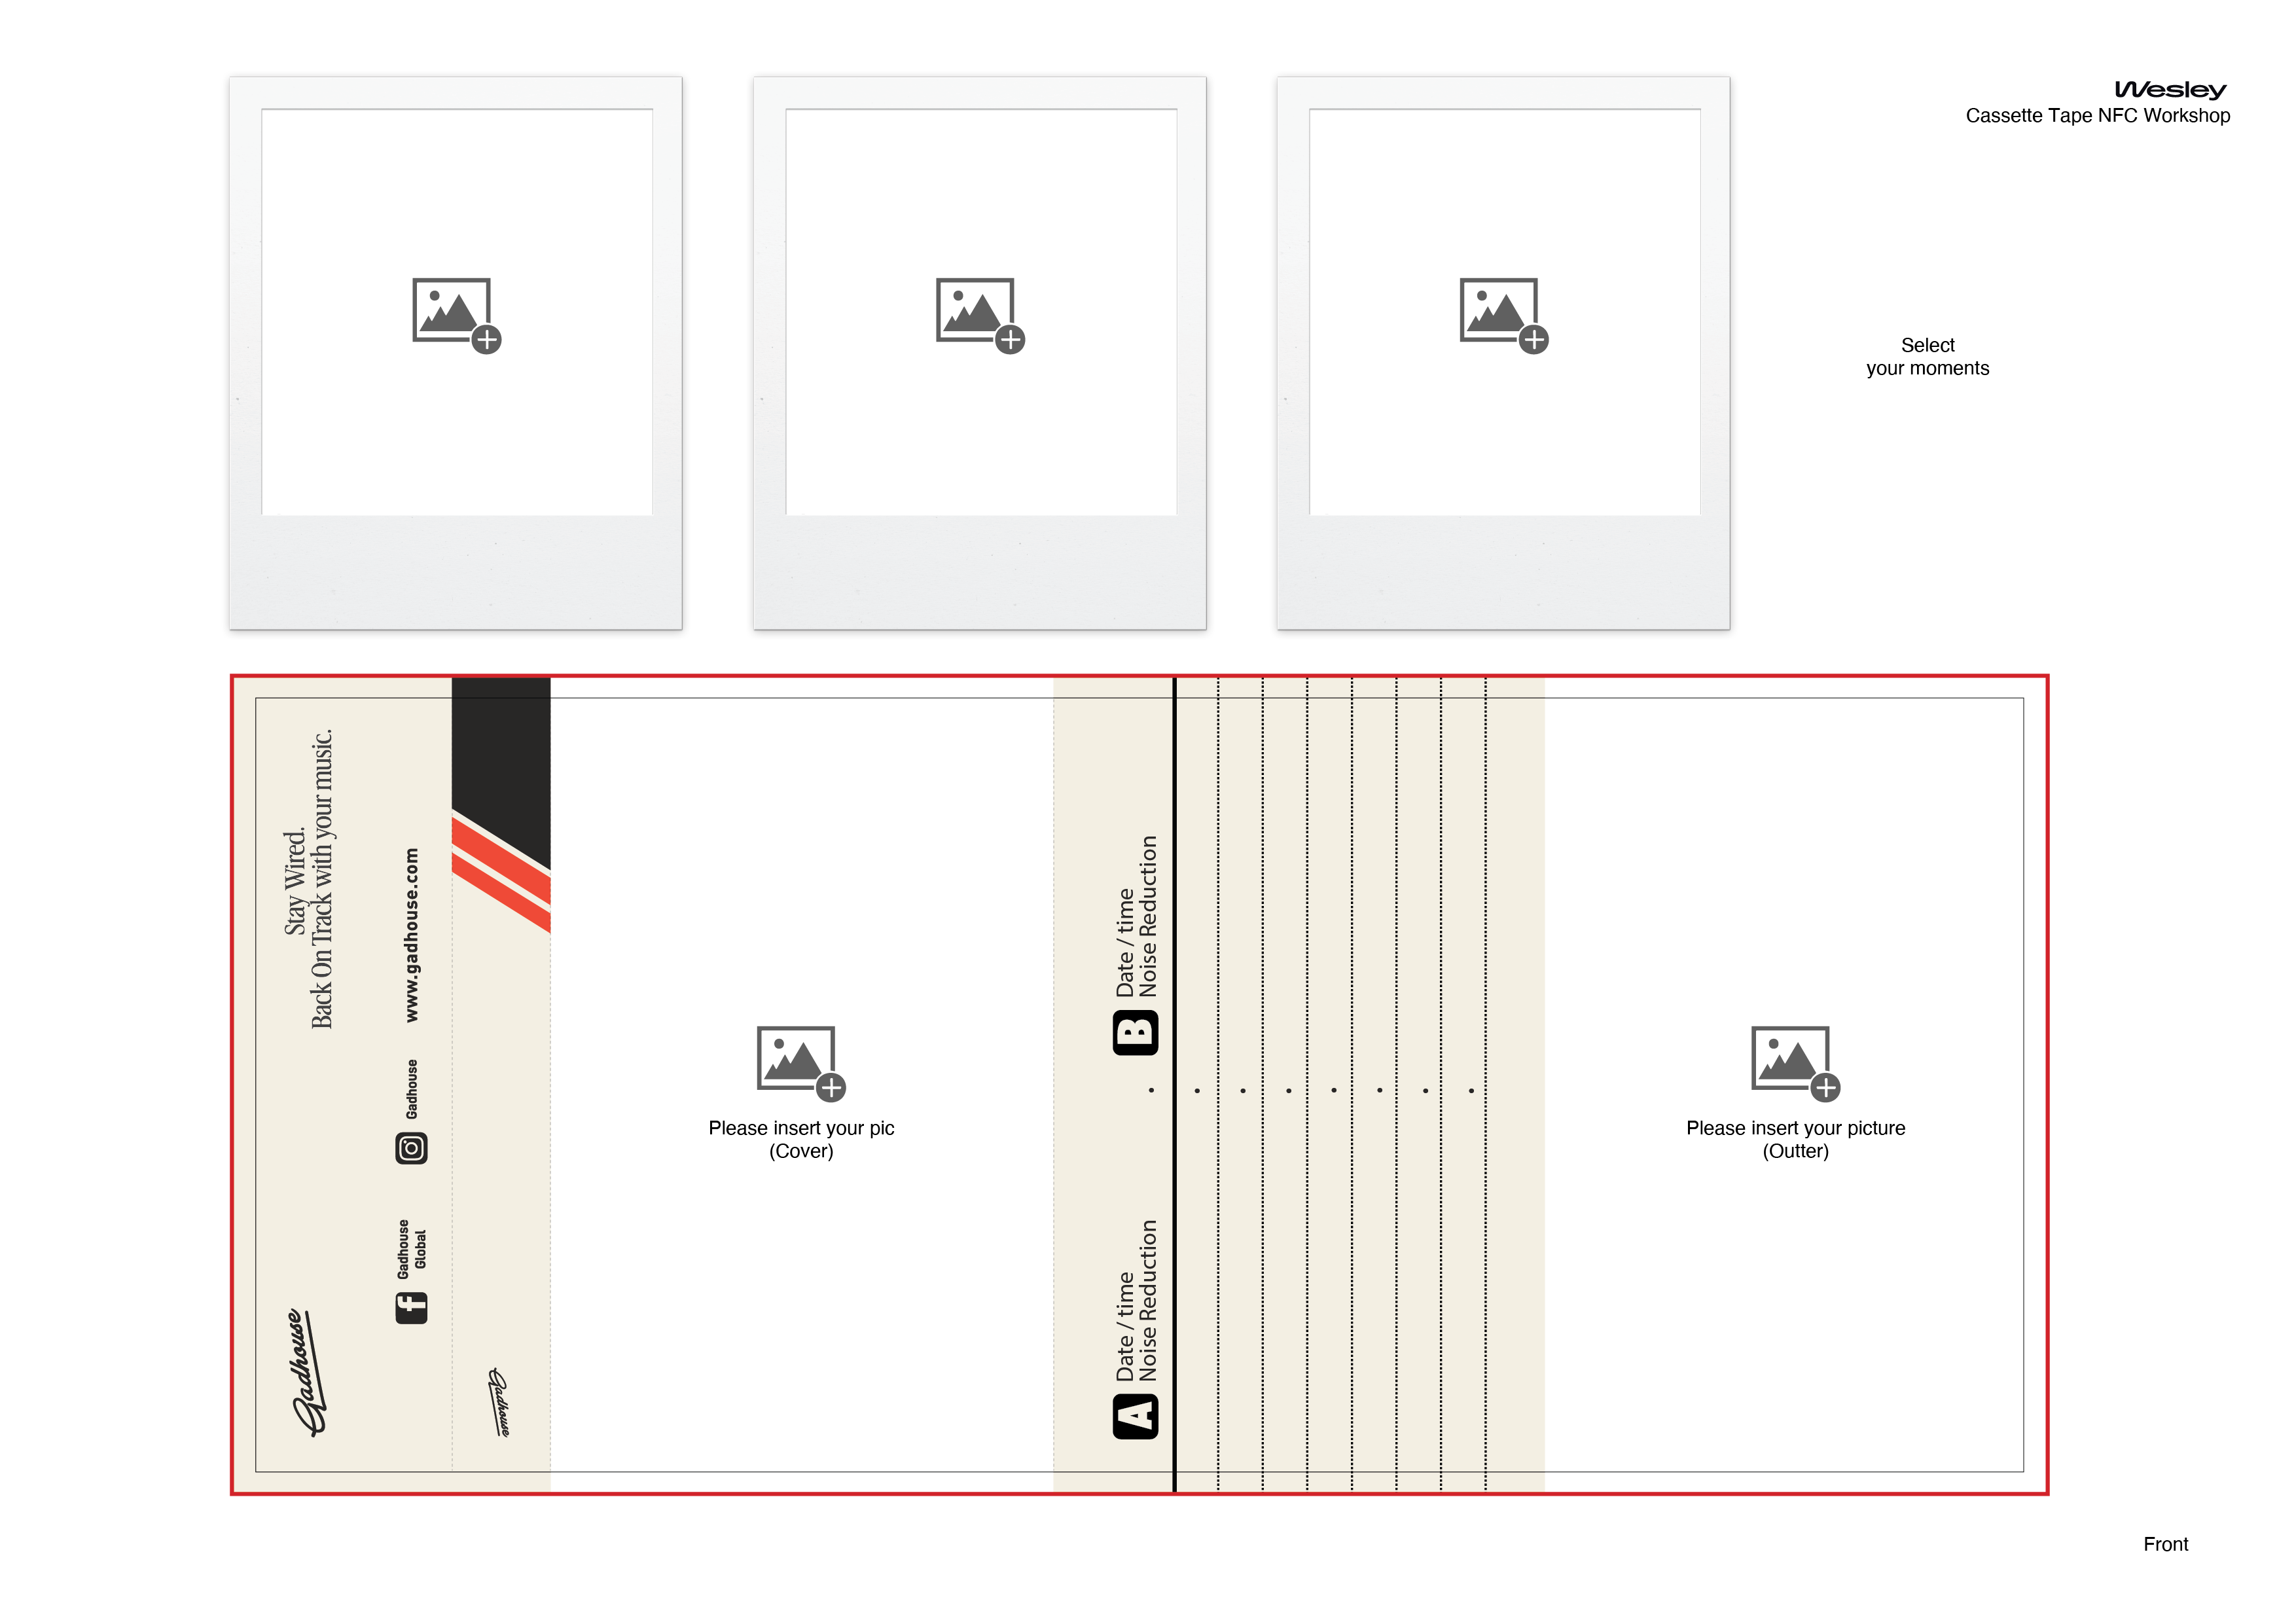 Wesley
Cassette Tape NFC Workshop
Select
your moments
Stay Wired.
Back On Track with your music.
www.gadhouse.com
Gadhouse
Gadhouse
Global
Gadhouse
Gadhouse
Please insert your pic
(Cover)
B
Date / time
Noise Reduction
A
Date / time
Noise Reduction
Please insert your picture
(Outter)
Front